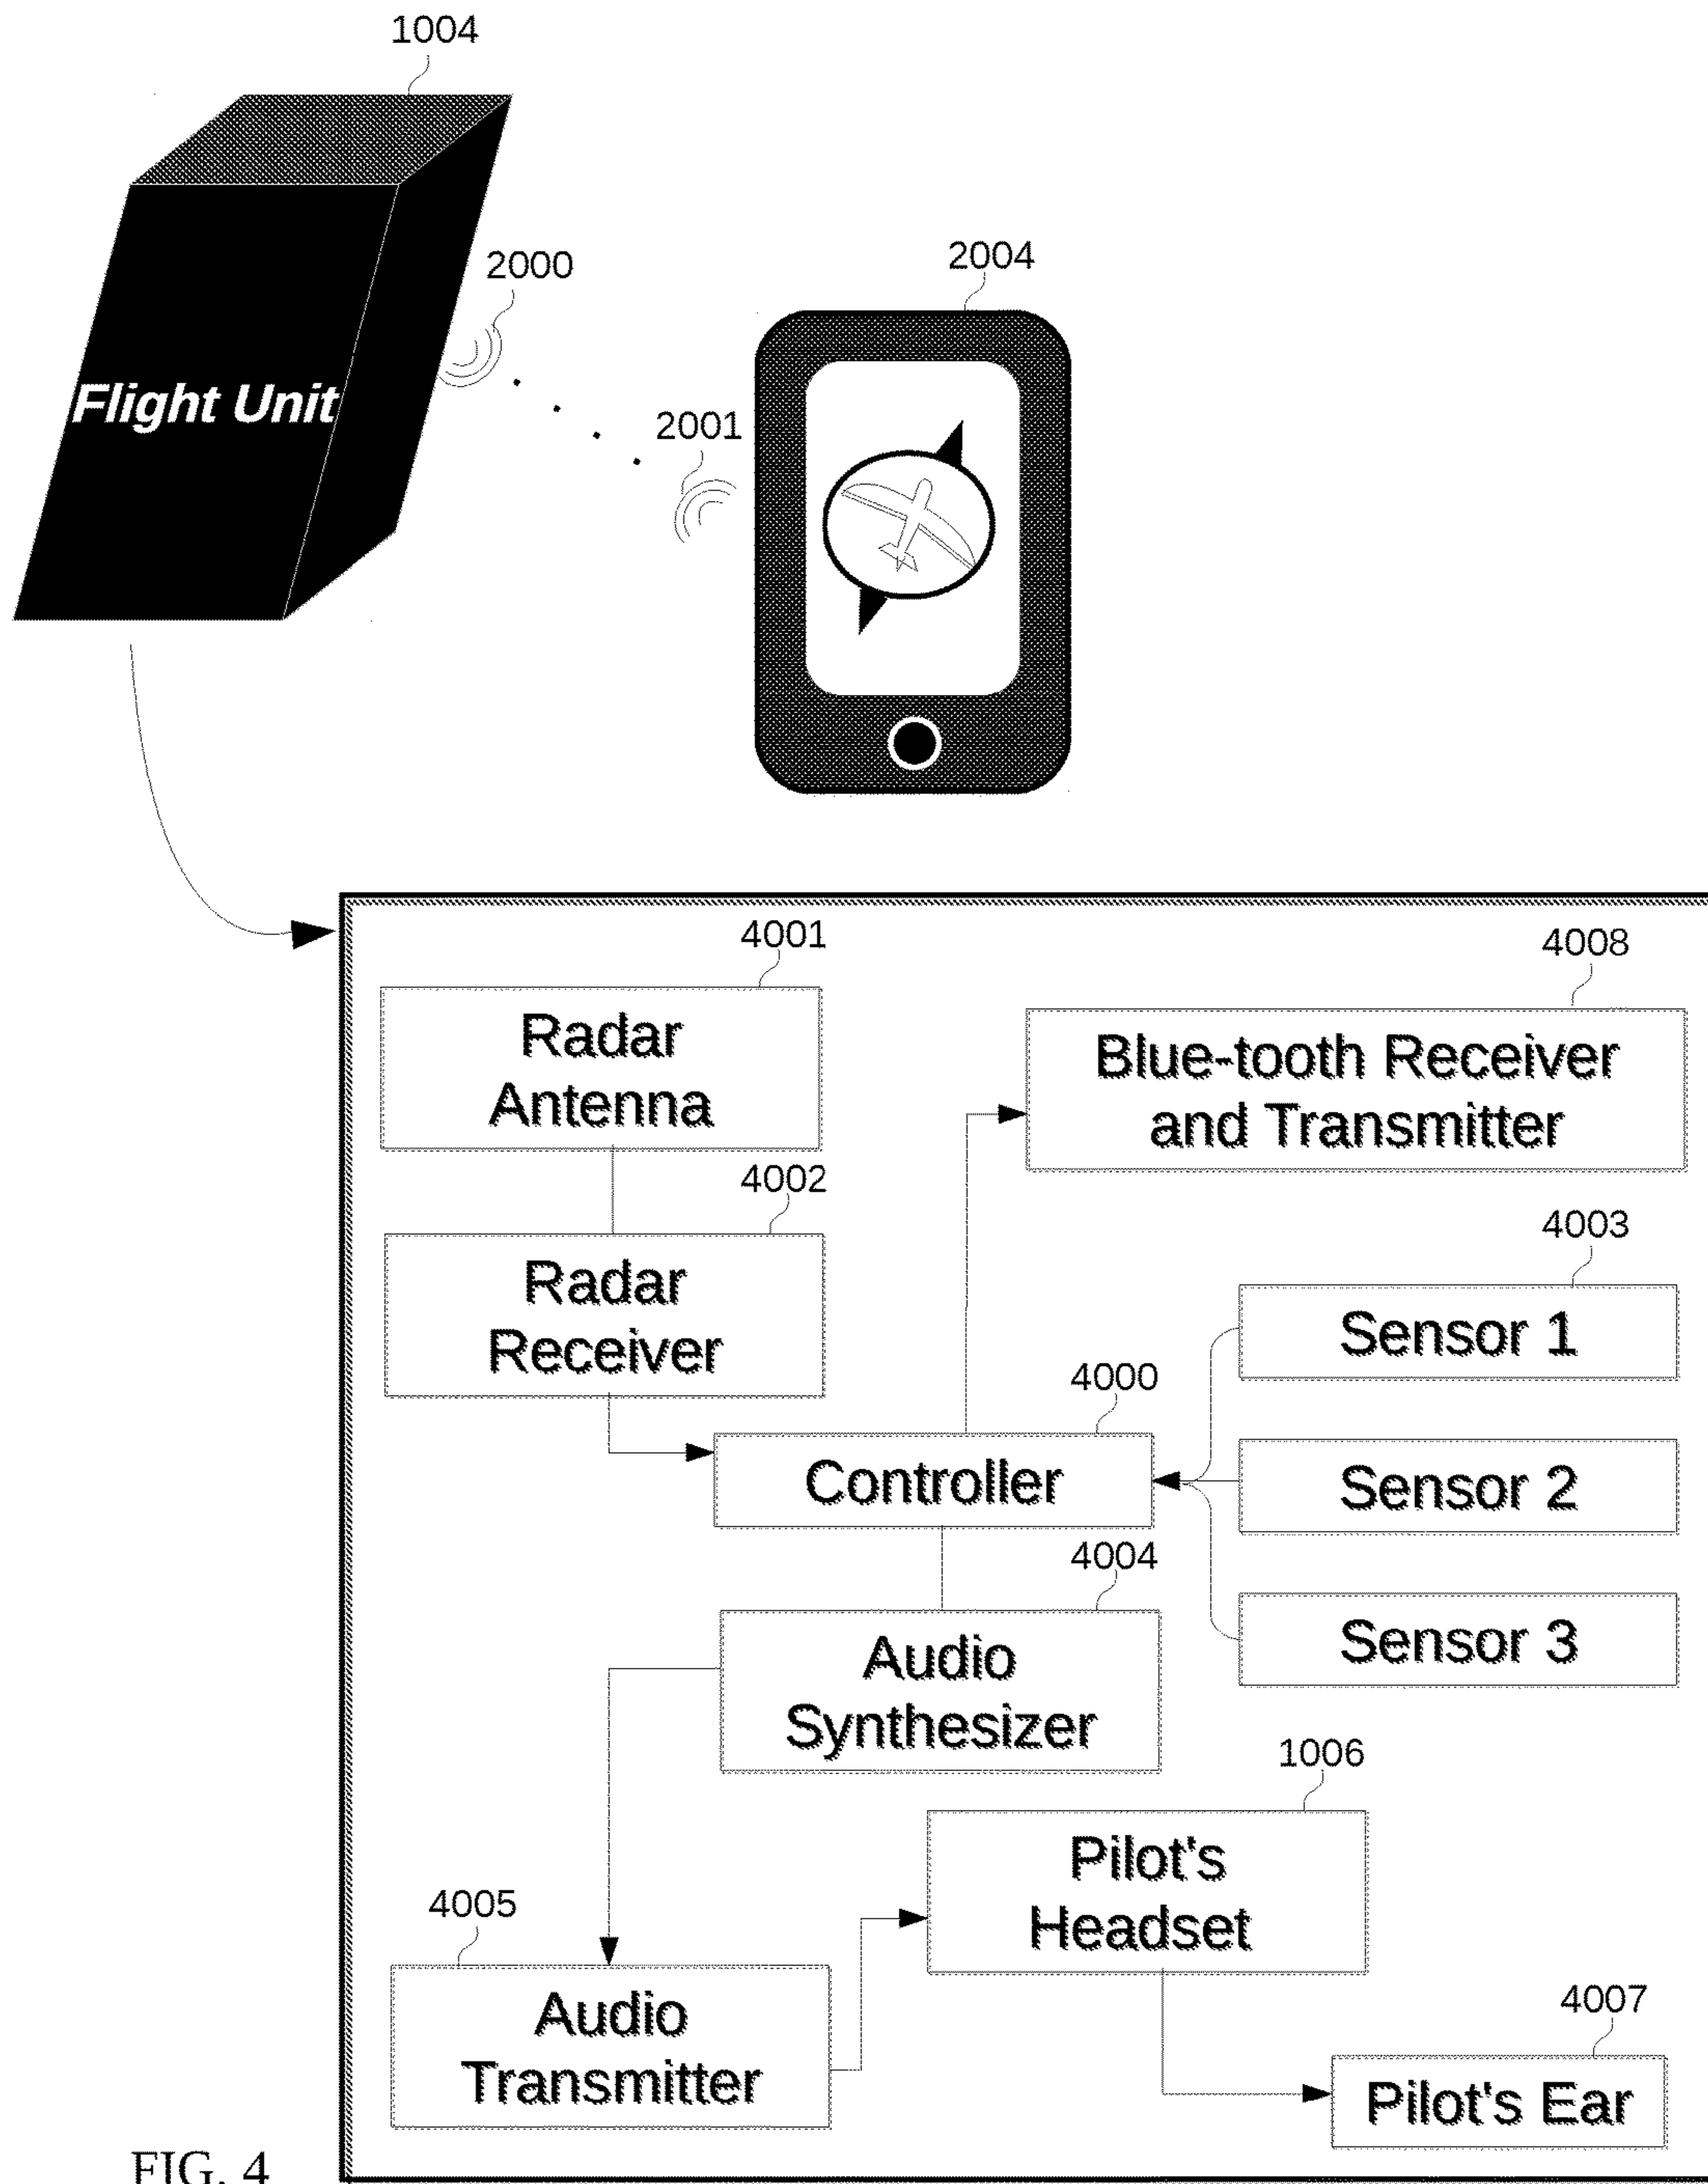 1004
2000
2004
Flight Unit
2001
4001
4008
Radar
Antenna
Blue-tooth Receiver
and Transmitter
4002
4003
Radar
Receiver
Sensor 1
4000
Controller
Sensor 2
4004
Audio
Synthesizer
Sensor 3
1006
Pilot's
Headset
4005
Audio
Transmitter
4007
Pilot's Ear
FIG. 4